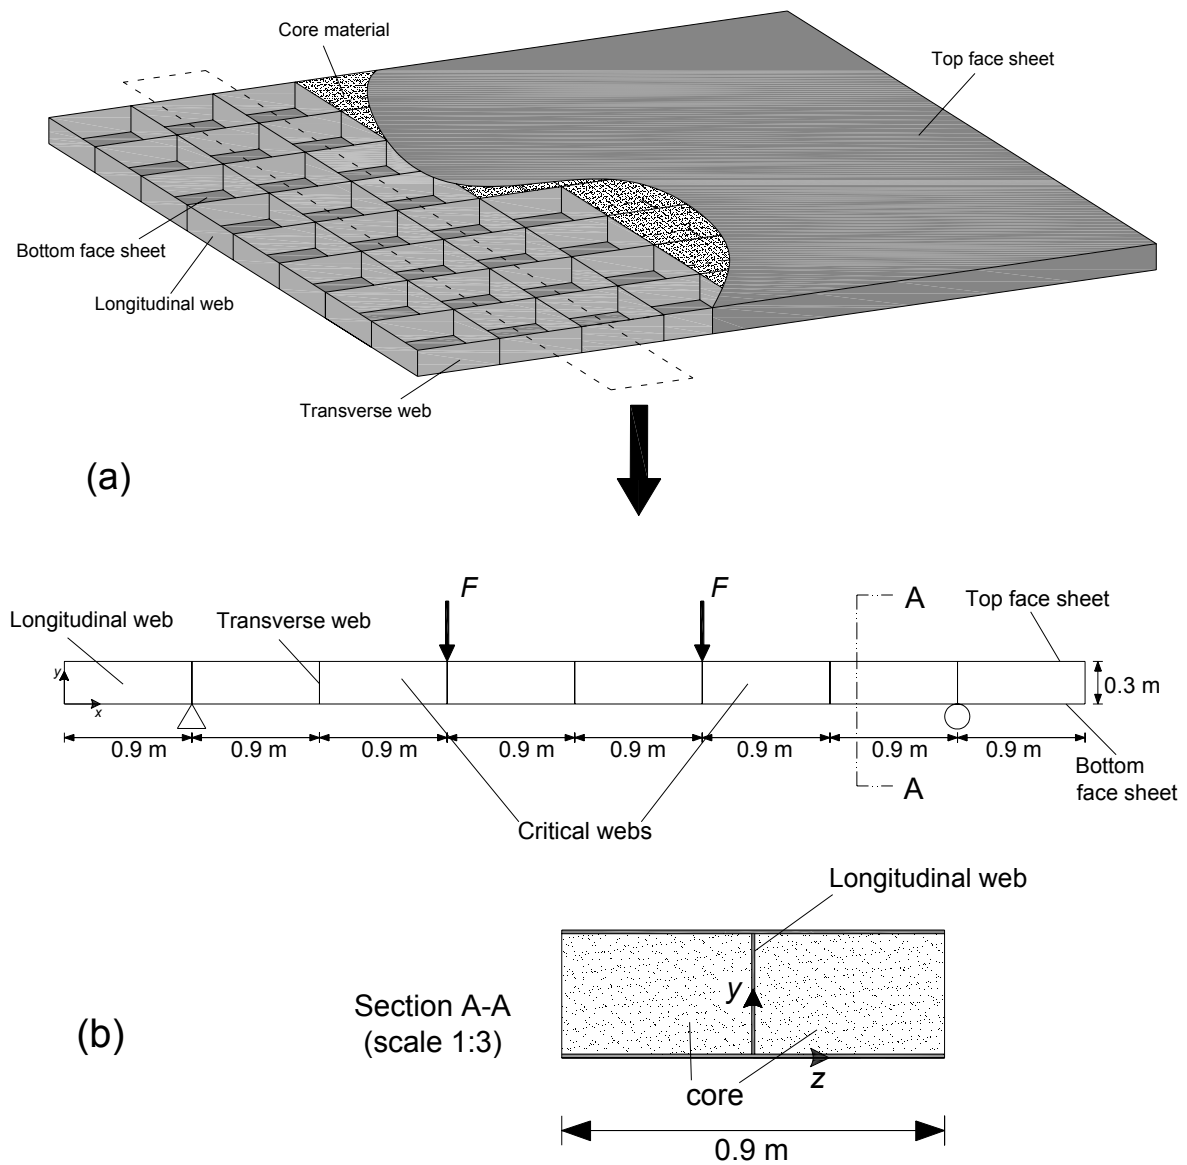 Core material
Top face sheet
Bottom face sheet
Longitudinal web
Transverse web
(a)
F
F
A
Longitudinal web
Transverse web
Top face sheet
y
x
0.3 m
0.9 m
0.9 m
0.9 m
0.9 m
0.9 m
0.9 m
0.9 m
0.9 m
A
Bottom
face sheet
Critical webs
Longitudinal web
Section A-A
(scale 1:3)
y
z
(b)
core
0.9 m